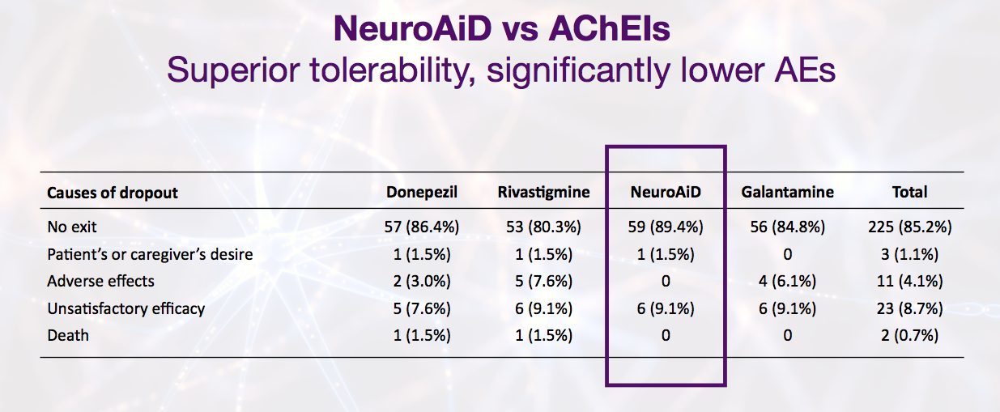 NeuroAiD vs AChEIs
Superior tolerability, significantly lower AEs
Causes of dropout Donepezil Rivastigmine NeuroAiD Galantamine Total
No exit 57 (86.4%) 53 (80.3%) 59 (89.4%) 56 (84.8%) 225 (85.2%)
Patient's or caregiver's desire 1 (1.5%) 1 (1.5%) 1 (1.5%) 0 3 (1.1%)
Adverse effects 2 (3.0%) 5 (7.6%) 0 4 (6.1%) 11 (4.1%)
Unsatisfactory efficacy 5 (7.6%) 6 (9.1%) 6 (9.1%) 6 (9.1%) 23 (8.7%)
Death 1 (1.5%) 1 (1.5%) 0 0 2 (0.7%)